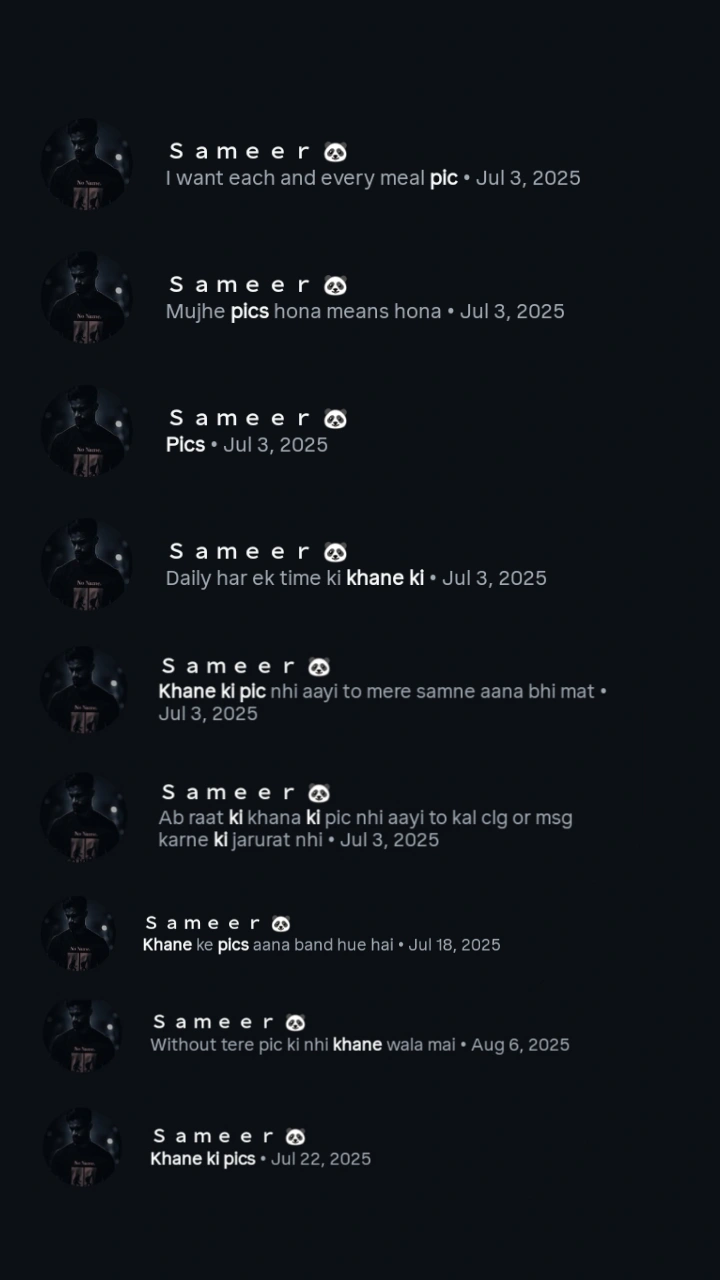 S a m e e r 🐼
I want each and every meal pic • Jul 3, 2025
S a m e e r 🐼
Mujhe pics hona means hona • Jul 3, 2025
S a m e e r 🐼
Pics • Jul 3, 2025
S a m e e r 🐼
Daily har ek time ki khane ki • Jul 3, 2025
S a m e e r 🐼
Khane ki pic nhi aayi to mere samne aana bhi mat •
Jul 3, 2025
S a m e e r 🐼
Ab raat ki khana ki pic nhi aayi to kal clg or msg
karne ki jarurat nhi • Jul 3, 2025
S a m e e r 🐼
Khane ke pics aana band hue hai • Jul 18, 2025
S a m e e r 🐼
Without tere pic ki nhi khane wala mai • Aug 6, 2025
S a m e e r 🐼
Khane ki pics • Jul 22, 2025